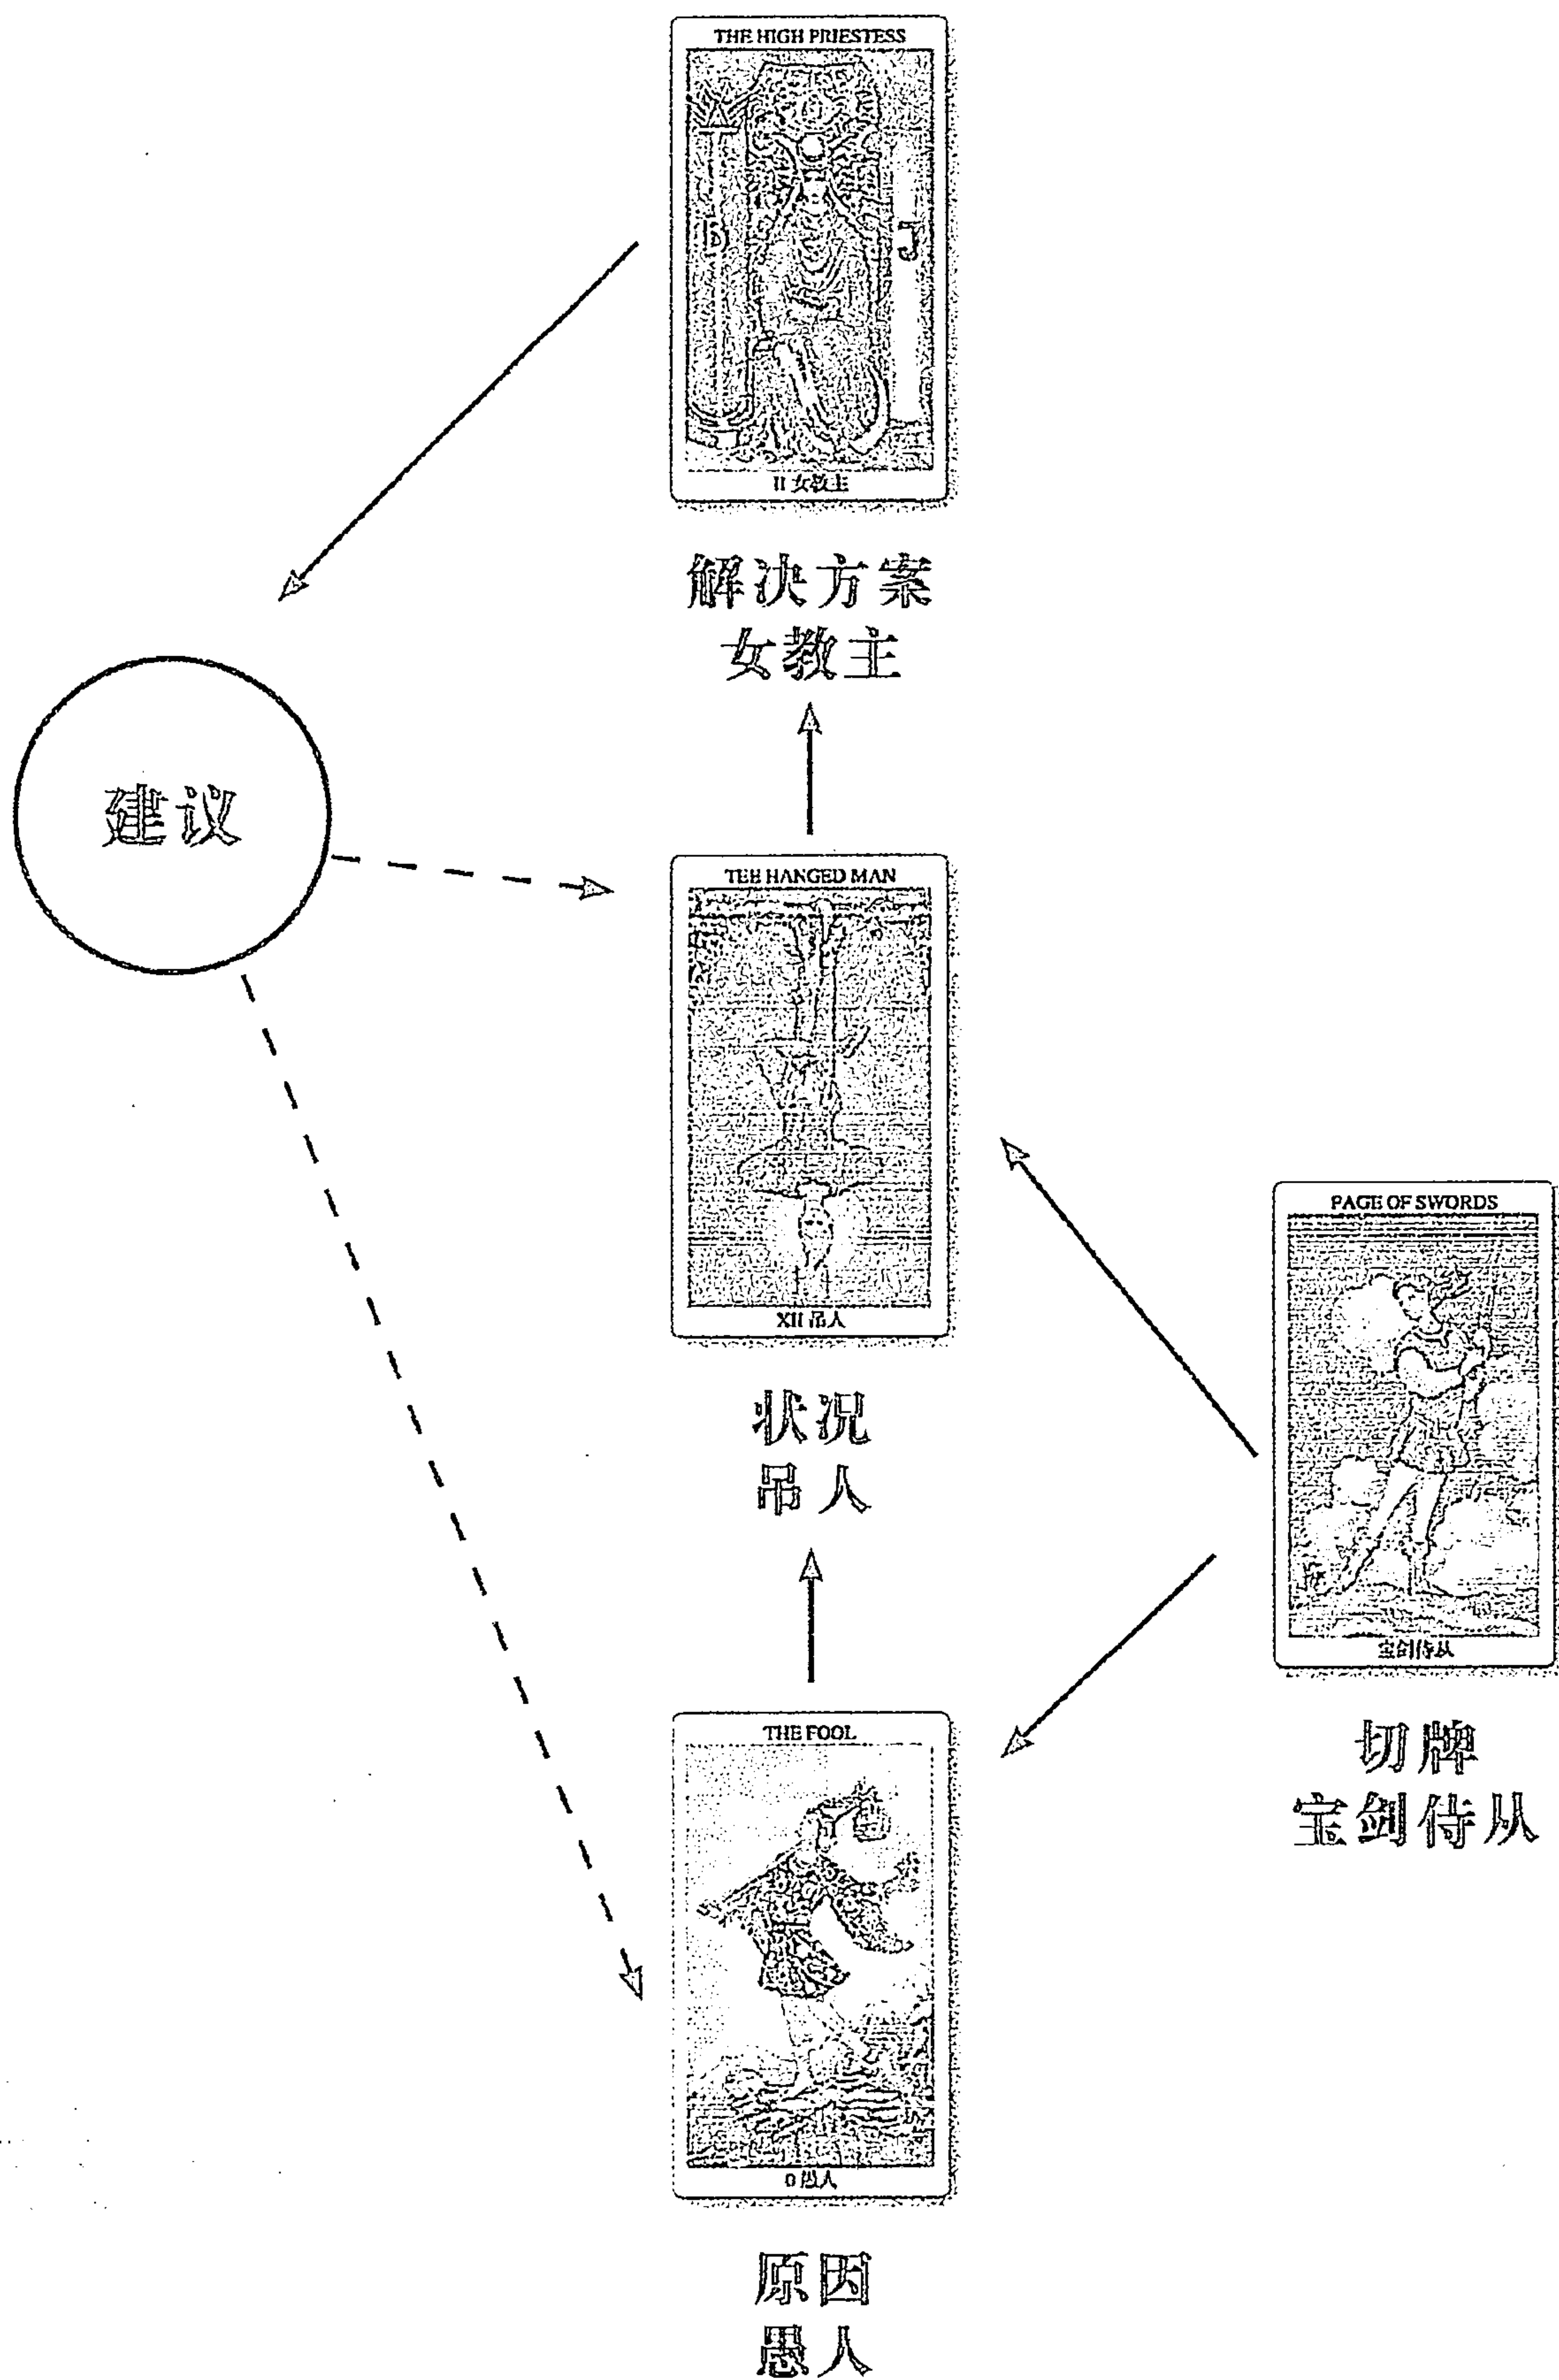 THE HIGH PRIESTESS
B
J
II 女教主
解决方案
女教主
建议
THE HANGED MAN
XII 吊人
状况
吊人
PAGE OF SWORDS
宝剑侍从
切牌
宝剑侍从
THE FOOL
0 愚人
原因
愚人